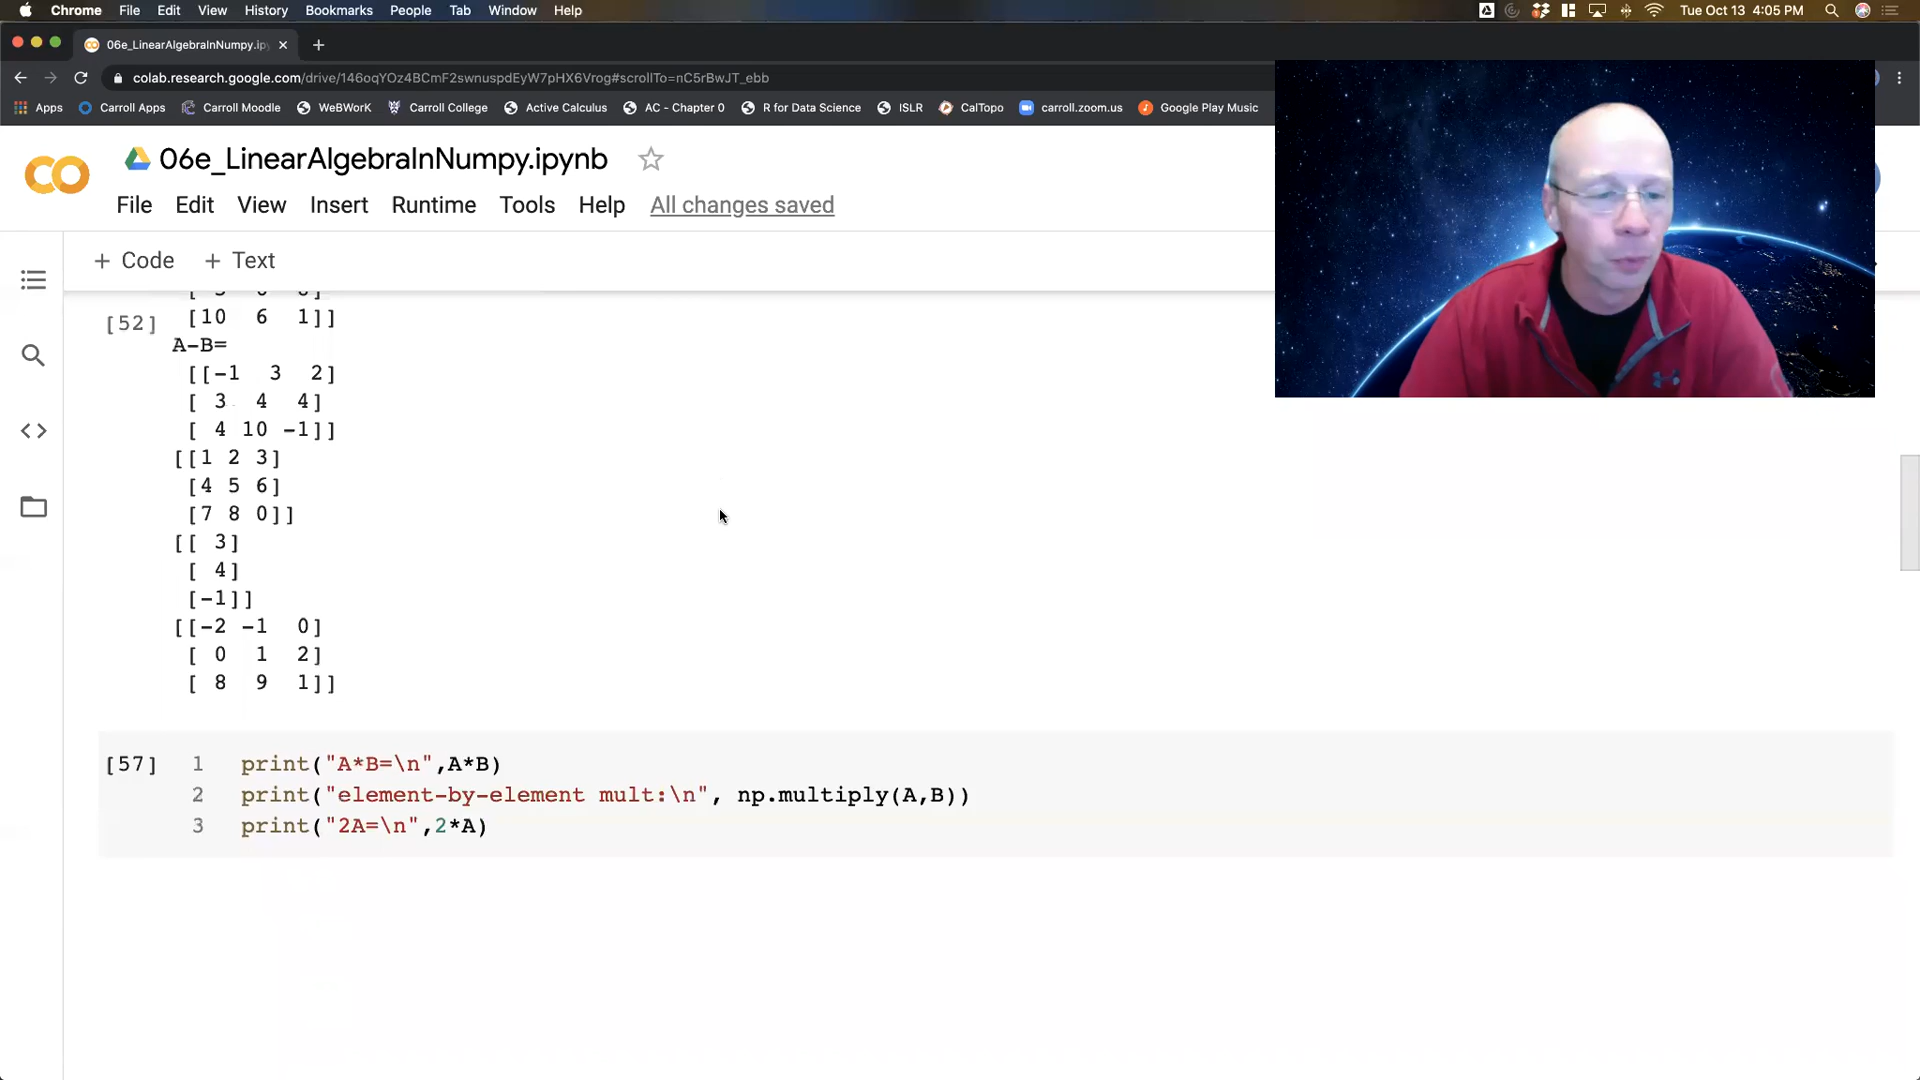 Chrome File Edit View History Bookmarks People Tab Window Help
Tue Oct 13 4:05 PM
06e_LinearAlgebraInNumpy.ip
colab.research.google.com/drive/146oqYOz4BCmF2swnuspdEyW7pHX6Vrog#scrollTo=nC5rBwJT_ebb
Apps Carroll Apps Carroll Moodle WeBWorK Carroll College Active Calculus AC - Chapter 0 R for Data Science ISLR CalTopo carroll.zoom.us Google Play Music
06e_LinearAlgebraInNumpy.ipynb
File Edit View Insert Runtime Tools Help All changes saved
+ Code + Text
[52] [10 6 1]]
A-B=
[[-1 3 2]
[ 3 4 4]
[ 4 10 -1]]
[[1 2 3]
[4 5 6]
[7 8 0]]
[[ 3]
[ 4]
[-1]]
[[-2 -1 0]
[ 0 1 2]
[ 8 9 1]]
[57] 1 print("A*B=\n",A*B)
2 print("element-by-element mult:\n", np.multiply(A,B))
3 print("2A=\n",2*A)